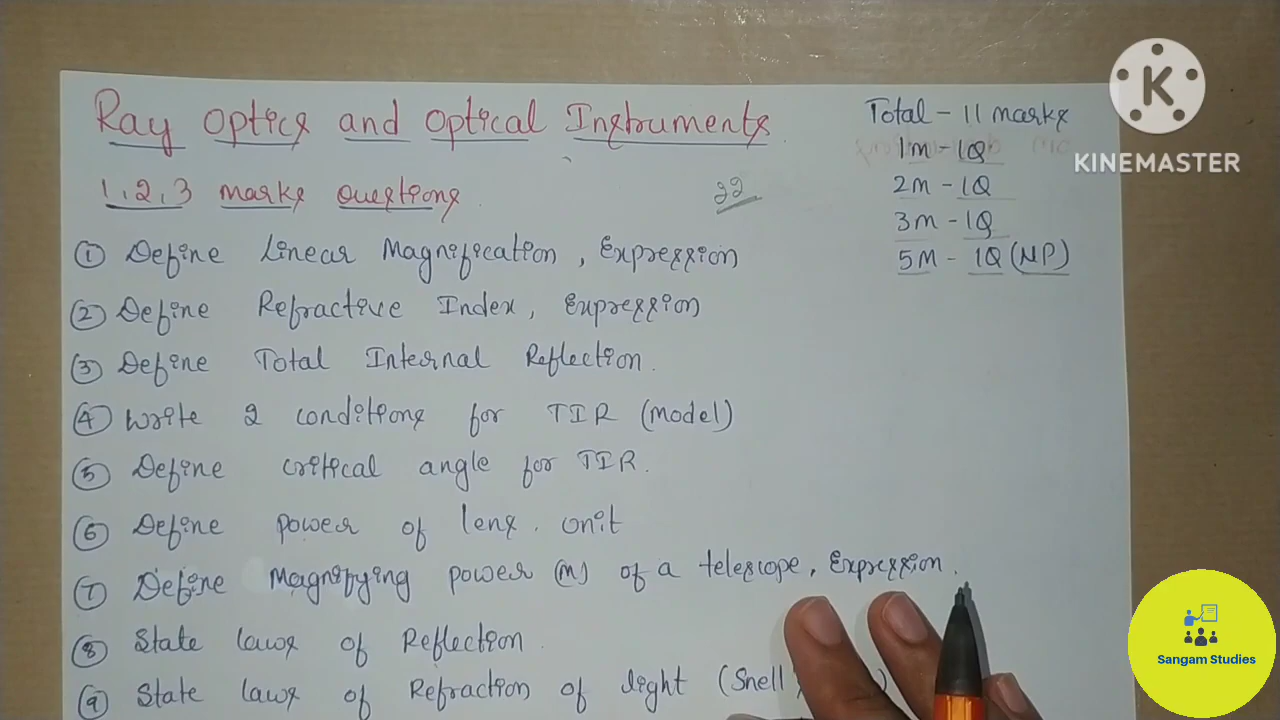 Ray Optics and Optical Instruments
Total - 11 marks
1m - 1Q
2m - 1Q
3m - 1Q
5M - 1Q (NP)
1, 2, 3 marks questions
22
① Define Linear Magnification, Expression
② Define Refractive Index, Expression
③ Define Total Internal Reflection.
④ Write 2 conditions for TIR (Model)
⑤ Define critical angle for TIR.
⑥ Define power of lens. Unit
⑦ Define Magnifying power (M) of a telescope, Expression.
⑧ State laws of Reflection.
⑨ State laws of Refraction of light (Snell
K
KINEMASTER
Sangam Studies